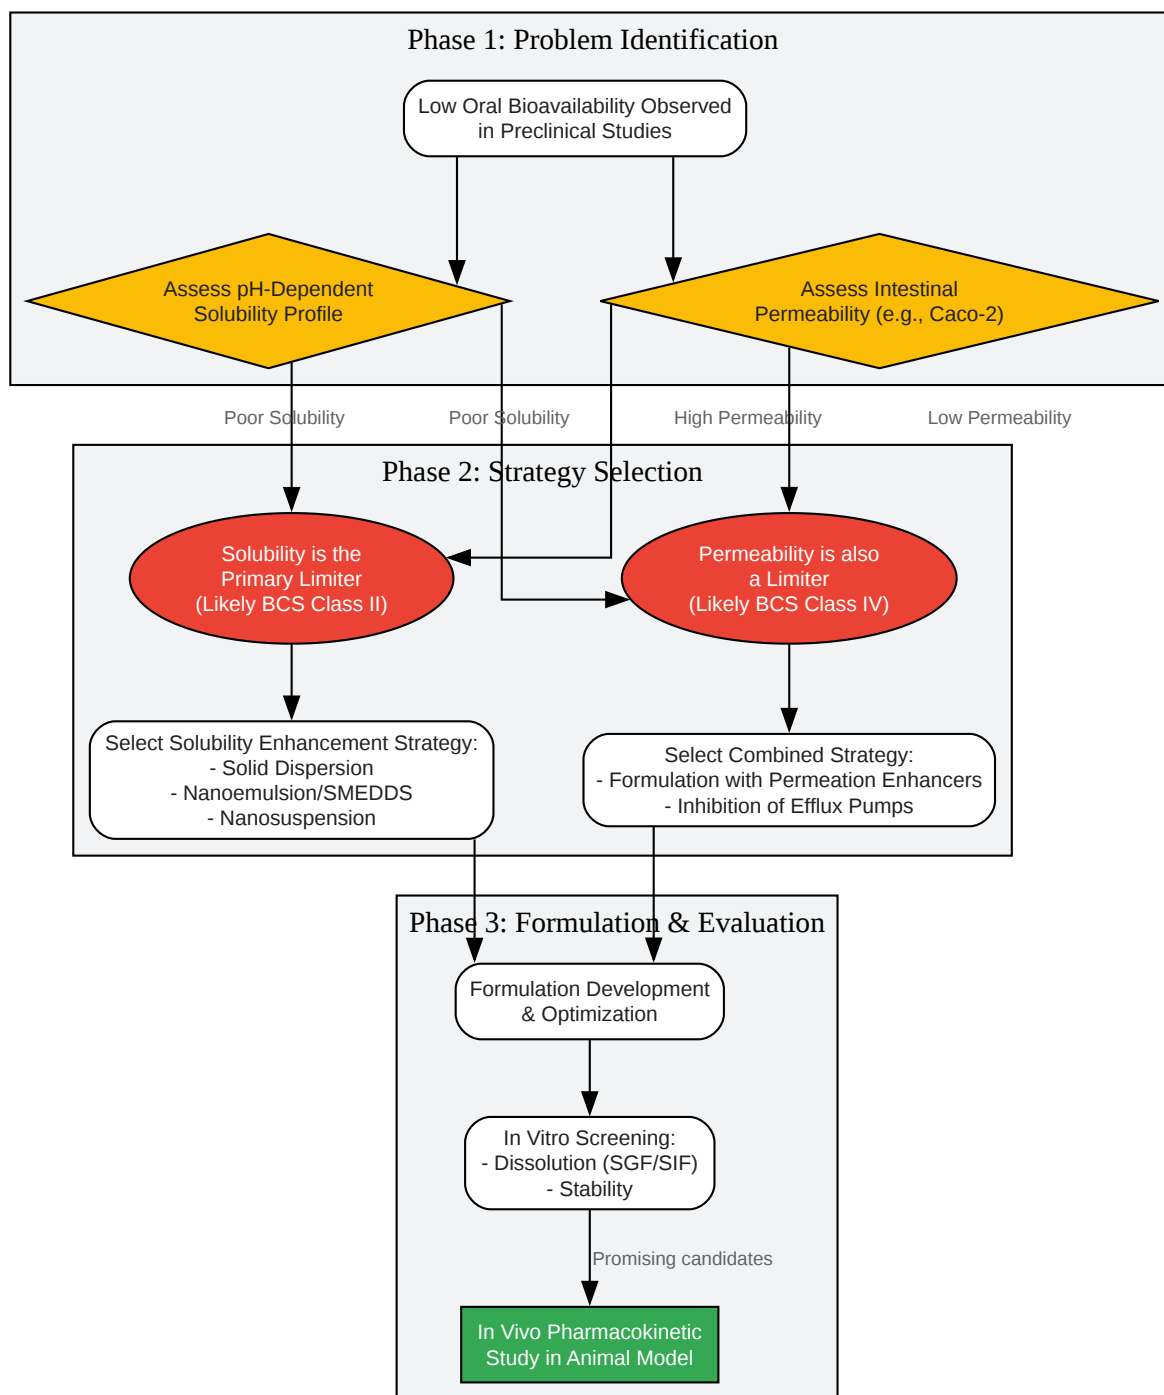 Phase 1: Problem Identification
Low Oral Bioavailability Observed
in Preclinical Studies
Assess pH-Dependent
Solubility Profile
Assess Intestinal
Permeability (e.g., Caco-2)
Poor Solubility
Poor Solubility
High Permeability
Low Permeability
Phase 2: Strategy Selection
Solubility is the
Primary Limiter
(Likely BCS Class II)
Permeability is also
a Limiter
(Likely BCS Class IV)
Select Solubility Enhancement Strategy:
- Solid Dispersion
- Nanoemulsion/SMEDDS
- Nanosuspension
Select Combined Strategy:
- Formulation with Permeation Enhancers
- Inhibition of Efflux Pumps
Phase 3: Formulation & Evaluation
Formulation Development
& Optimization
In Vitro Screening:
- Dissolution (SGF/SIF)
- Stability
Promising candidates
In Vivo Pharmacokinetic
Study in Animal Model